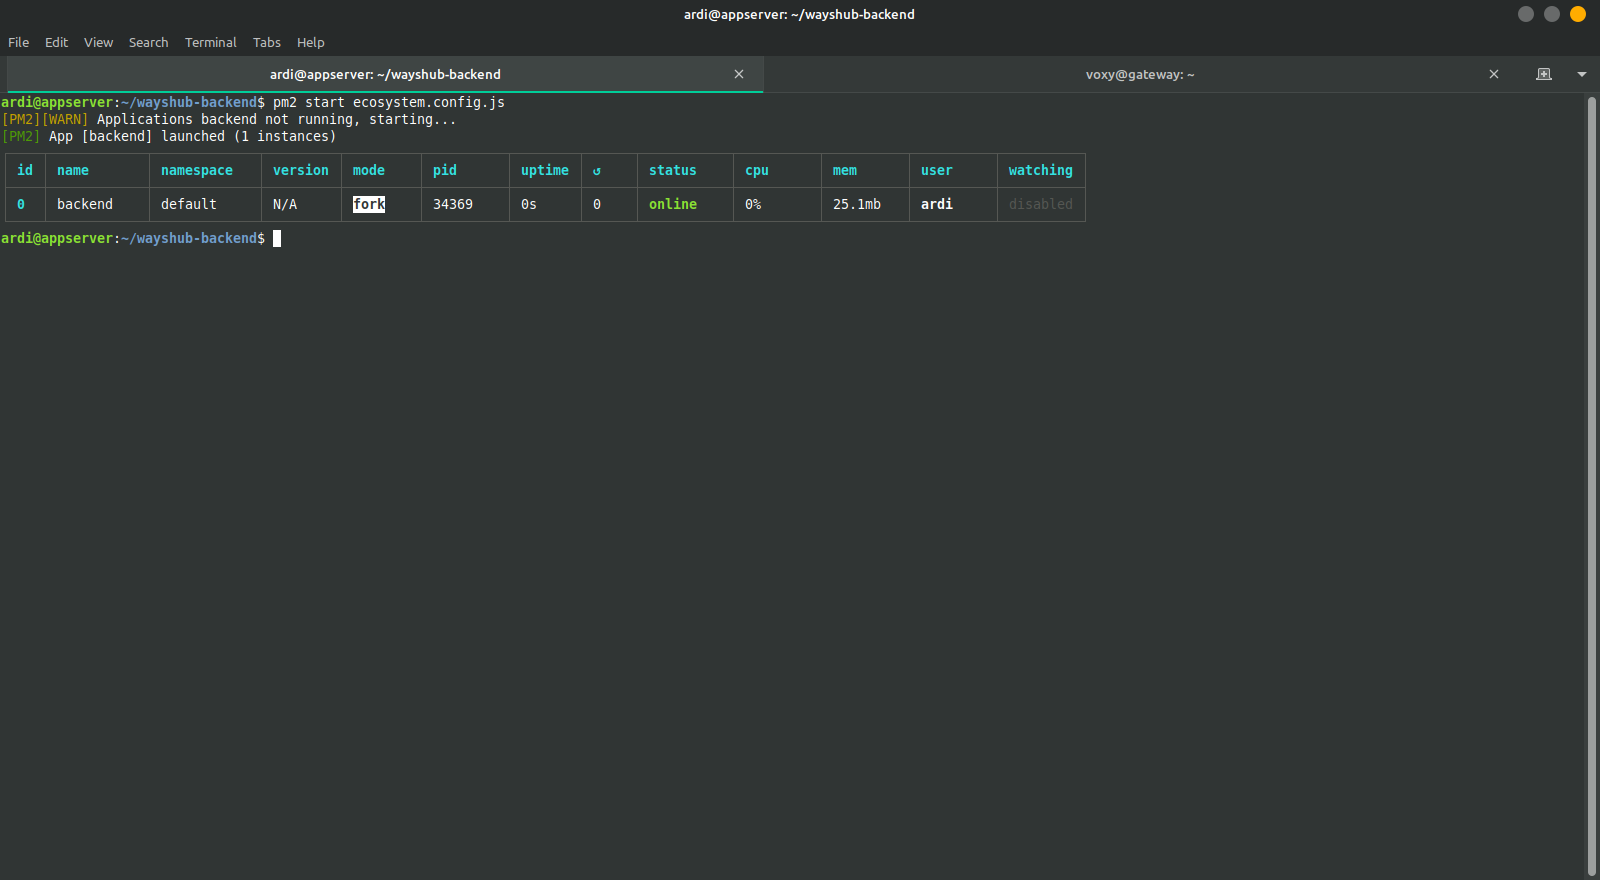 ardi@appserver: ~/wayshub-backend
File Edit View Search Terminal Tabs Help
ardi@appserver: ~/wayshub-backend × voxy@gateway: ~ ×
ardi@appserver:~/wayshub-backend$ pm2 start ecosystem.config.js
[PM2][WARN] Applications backend not running, starting...
[PM2] App [backend] launched (1 instances)
id name namespace version mode pid uptime ↺ status cpu mem user watching
0 backend default N/A fork 34369 0s 0 online 0% 25.1mb ardi disabled
ardi@appserver:~/wayshub-backend$